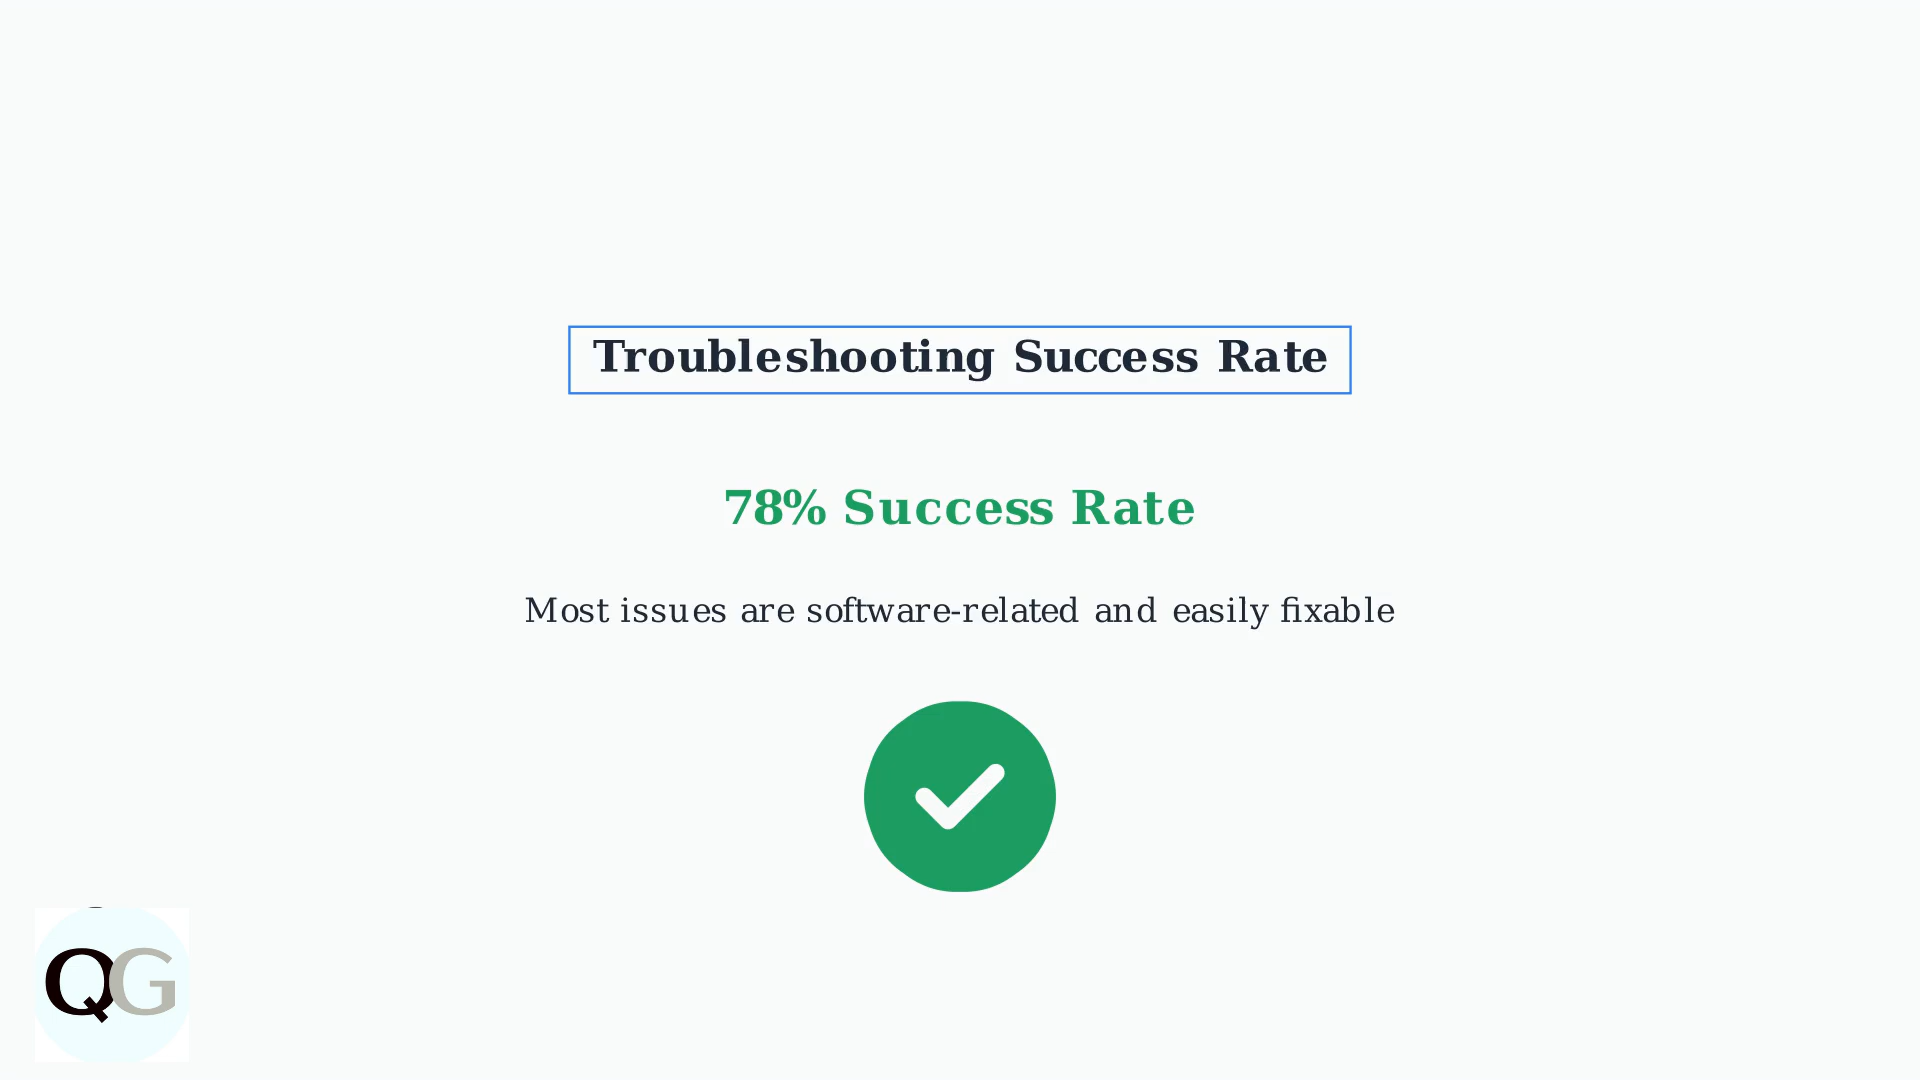 Troubleshooting Success Rate
78% Success Rate
Most issues are software-related and easily fixable
QG